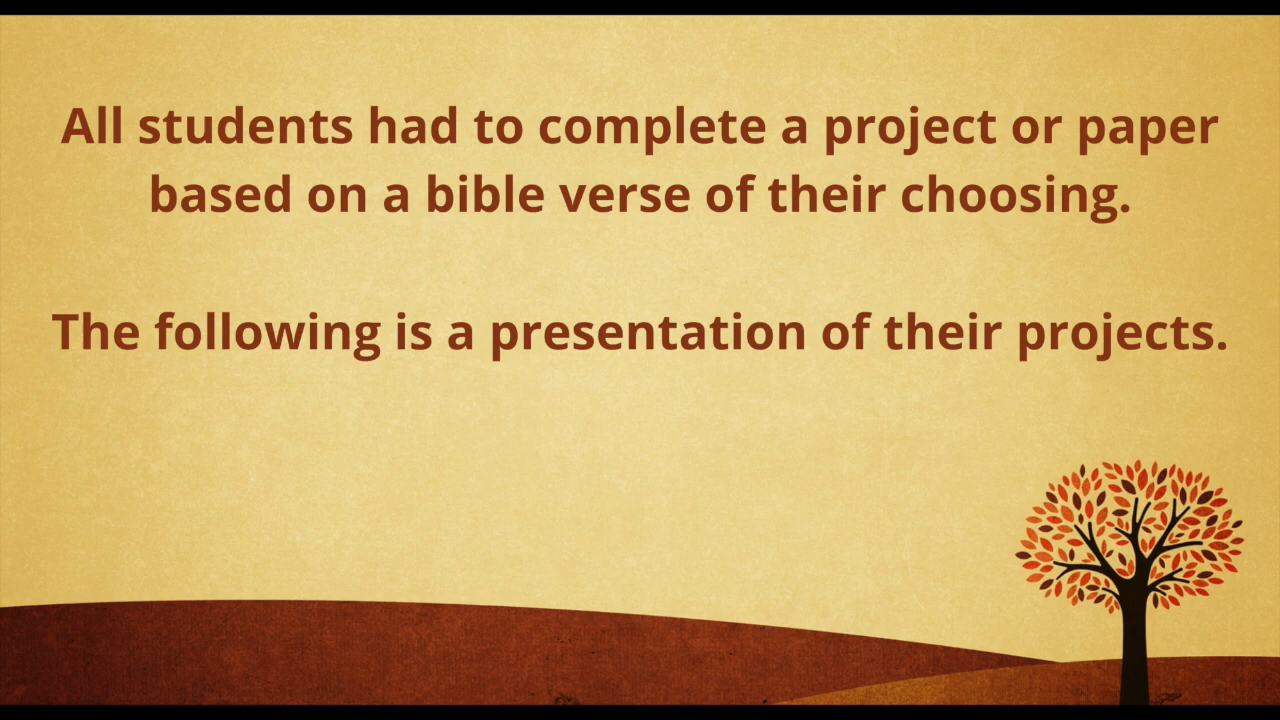 All students had to complete a project or paper
based on a bible verse of their choosing.
The following is a presentation of their projects.